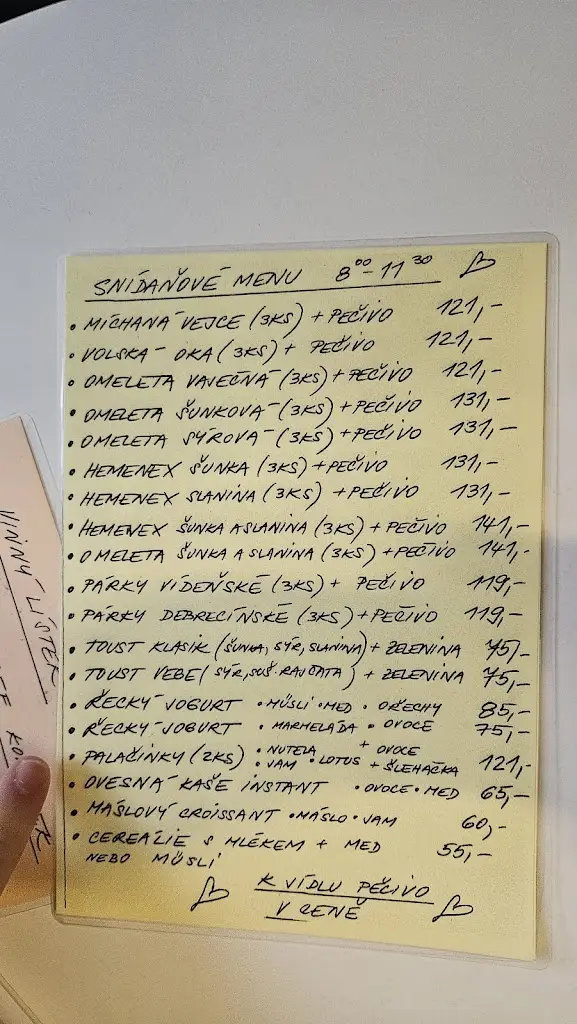 SNÍDAŇOVÉ MENU 8⁰⁰-11³⁰
• MÍCHANÁ VEJCE (3KS) + PEČIVO 121,-
• VOLSKÁ OKA (3KS) + PEČIVO 121,-
• OMELETA VAJEČNÁ (3KS) + PEČIVO 121,-
• OMELETA ŠUNKOVÁ (3KS) + PEČIVO 131,-
• OMELETA SÝROVÁ (3KS) + PEČIVO 131,-
• HEMENEX ŠUNKA (3KS) + PEČIVO 131,-
• HEMENEX SLANINA (3KS) + PEČIVO 131,-
• HEMENEX ŠUNKA A SLANINA (3KS) + PEČIVO 141,-
• OMELETA ŠUNKA A SLANINA (3KS) + PEČIVO 141,-
• PÁRKY VÍDEŇSKÉ (3KS) + PEČIVO 119,-
• PÁRKY DEBRECÍNSKÉ (3KS) + PEČIVO 119,-
• TOUST KLASIK (ŠUNKA, SÝR, SLANINA) + ZELENINA 75,-
• TOUST VEGE (SÝR, SUŠ. RAJČATA) + ZELENINA 75,-
• ŘECKÝ JOGURT • MÜSLI • MED • OŘECHY 85,-
• ŘECKÝ JOGURT • MARMELÁDA • OVOCE 75,-
• PALAČINKY (2KS) • NUTELA + OVOCE
• JAM • LOTUS + ŠLEHAČKA 121,-
• OVESNÁ KAŠE INSTANT • OVOCE • MED 65,-
• MÁSLOVÝ CROISSANT • MÁSLO • JAM 60,-
• CEREÁLIE S MLÉKEM + MED 55,-
NEBO MÜSLI
K JÍDLU PEČIVO
V CENĚ
VINNÝ LÍSTEK